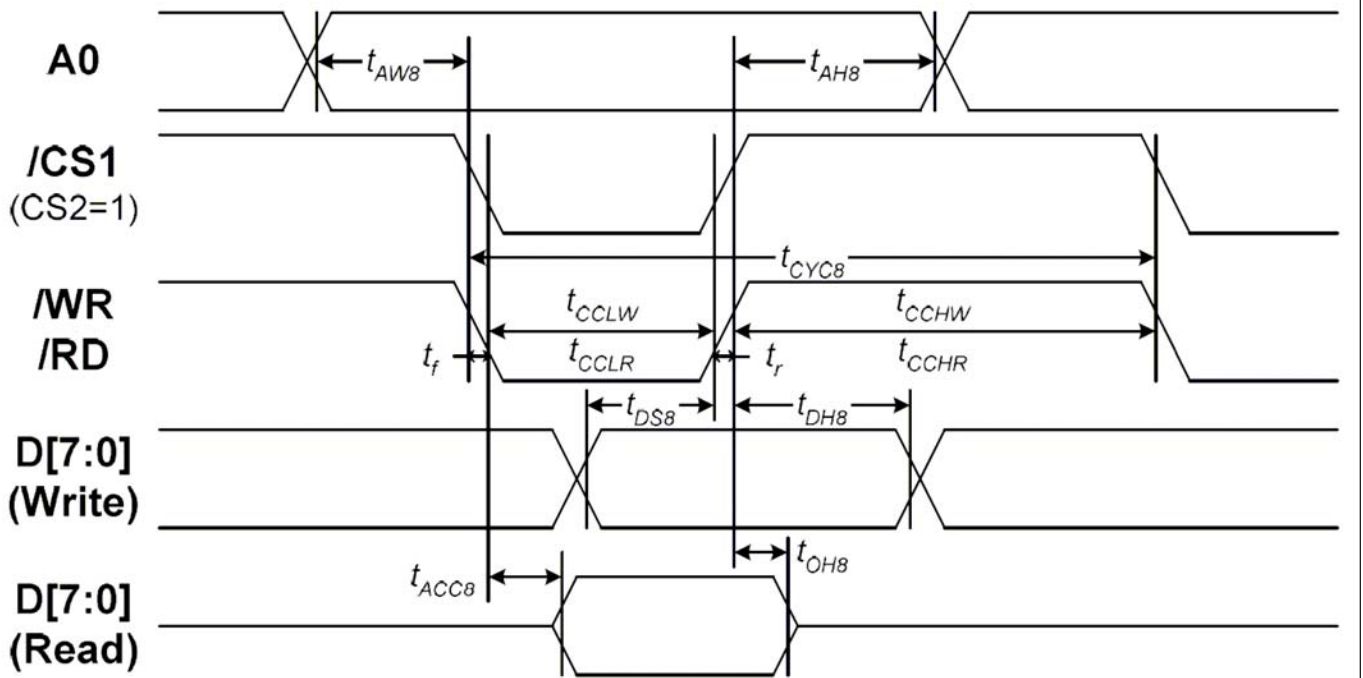 A0
tAW8
tAH8
/CS1
(CS2=1)
tCYC8
/WR
/RD
tCCLW
tCCHW
tf
tCCLR
tr
tCCHR
tDS8
tDH8
D[7:0]
(Write)
tOH8
tACC8
D[7:0]
(Read)